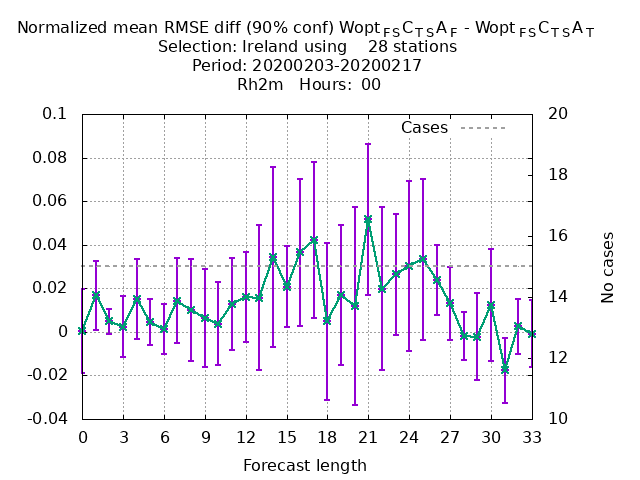 Normalized mean RMSE diff (90% conf) Wopt FS C TS A F - Wopt FS C TS A T
Selection: Ireland using    28 stations
Period: 20200203-20200217
Rh2m   Hours:  00
Cases
0.1
0.08
0.06
0.04
0.02
0
-0.02
-0.04
20
18
16
14
12
10
No cases
0 3 6 9 12 15 18 21 24 27 30 33
Forecast length